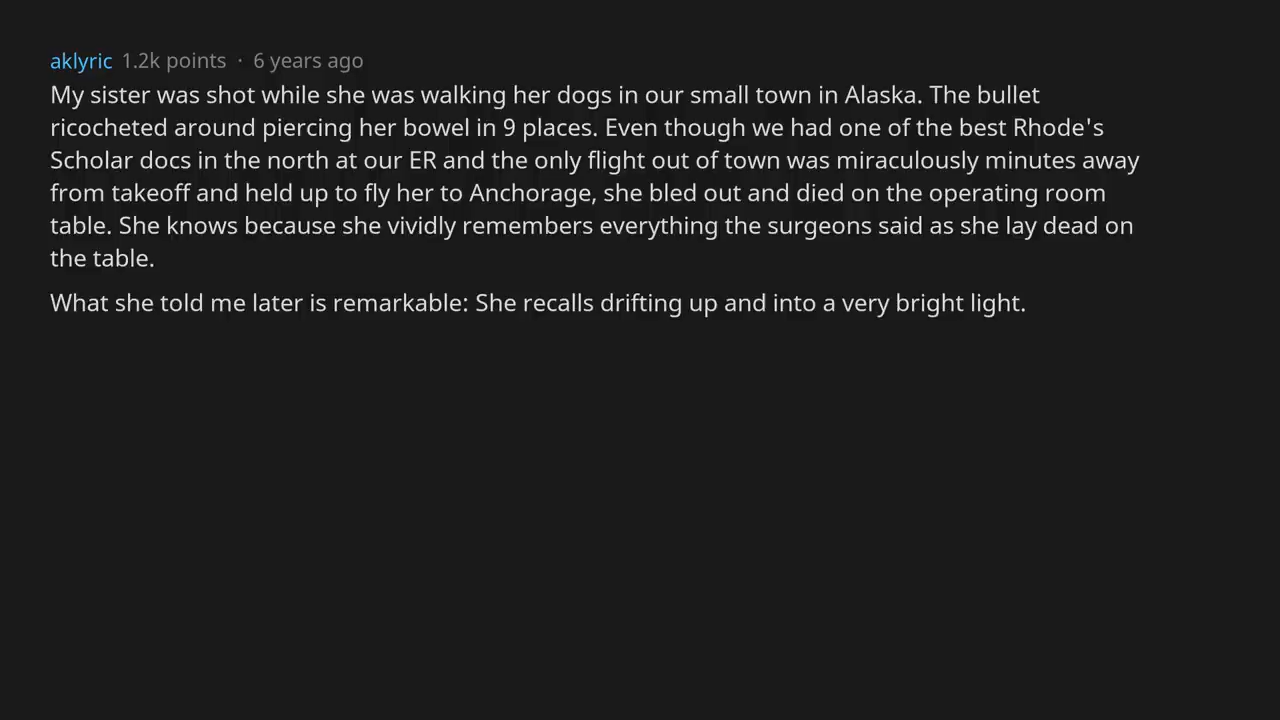 aklyric 1.2k points · 6 years ago
My sister was shot while she was walking her dogs in our small town in Alaska. The bullet
ricocheted around piercing her bowel in 9 places. Even though we had one of the best Rhode's
Scholar docs in the north at our ER and the only flight out of town was miraculously minutes away
from takeoff and held up to fly her to Anchorage, she bled out and died on the operating room
table. She knows because she vividly remembers everything the surgeons said as she lay dead on
the table.
What she told me later is remarkable: She recalls drifting up and into a very bright light.